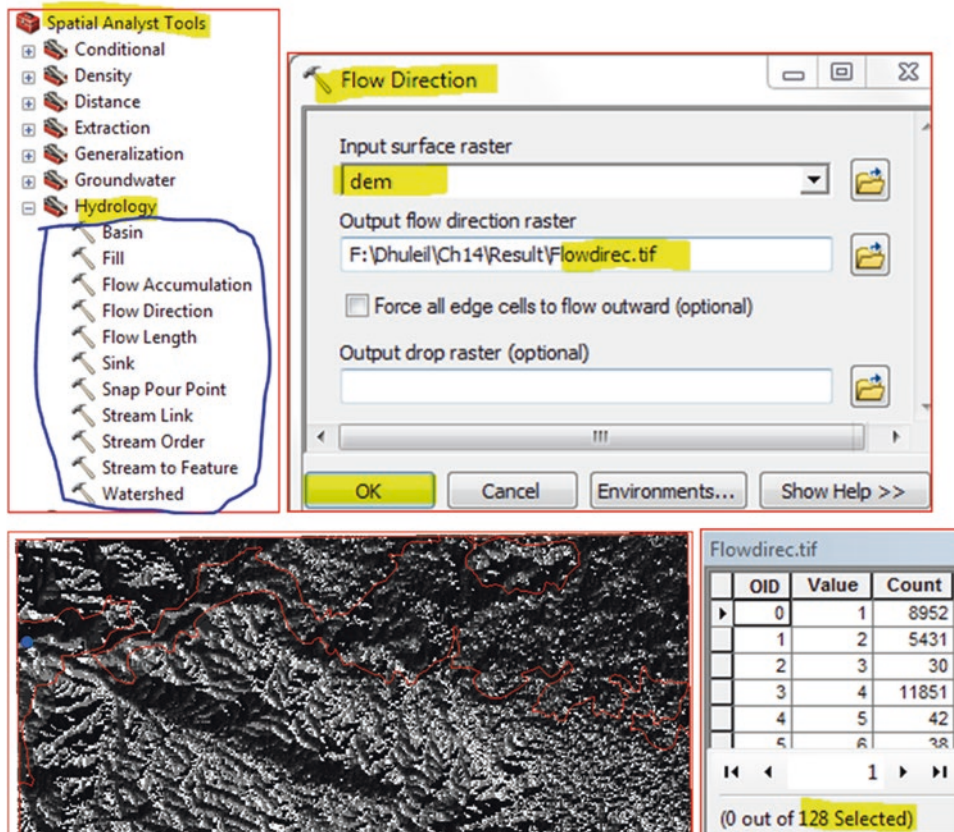 Spatial Analyst Tools
Conditional
Density
Distance
Extraction
Generalization
Groundwater
Hydrology
Basin
Fill
Flow Accumulation
Flow Direction
Flow Length
Sink
Snap Pour Point
Stream Link
Stream Order
Stream to Feature
Watershed
Flow Direction
Input surface raster
dem
Output flow direction raster
F:\Dhuleil\Ch14\Result\Flowdirec.tif
Force all edge cells to flow outward (optional)
Output drop raster (optional)
OK Cancel Environments... Show Help >>
Flowdirec.tif
OID Value Count
0 1 8952
1 2 5431
2 3 30
3 4 11851
4 5 42
5 6 38
1
(0 out of 128 Selected)